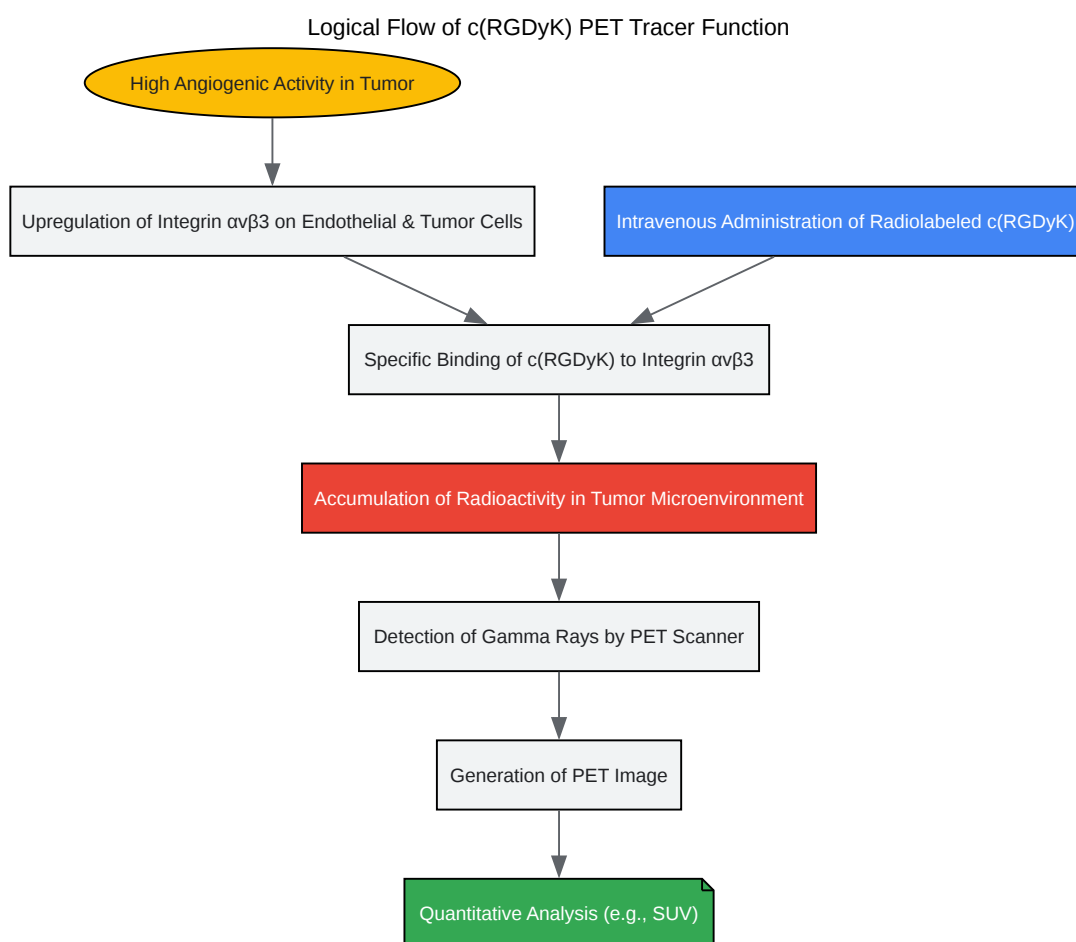 Logical Flow of c(RGDyK) PET Tracer Function
High Angiogenic Activity in Tumor
Upregulation of Integrin αvβ3 on Endothelial & Tumor Cells
Intravenous Administration of Radiolabeled c(RGDyK)
Specific Binding of c(RGDyK) to Integrin αvβ3
Accumulation of Radioactivity in Tumor Microenvironment
Detection of Gamma Rays by PET Scanner
Generation of PET Image
Quantitative Analysis (e.g., SUV)